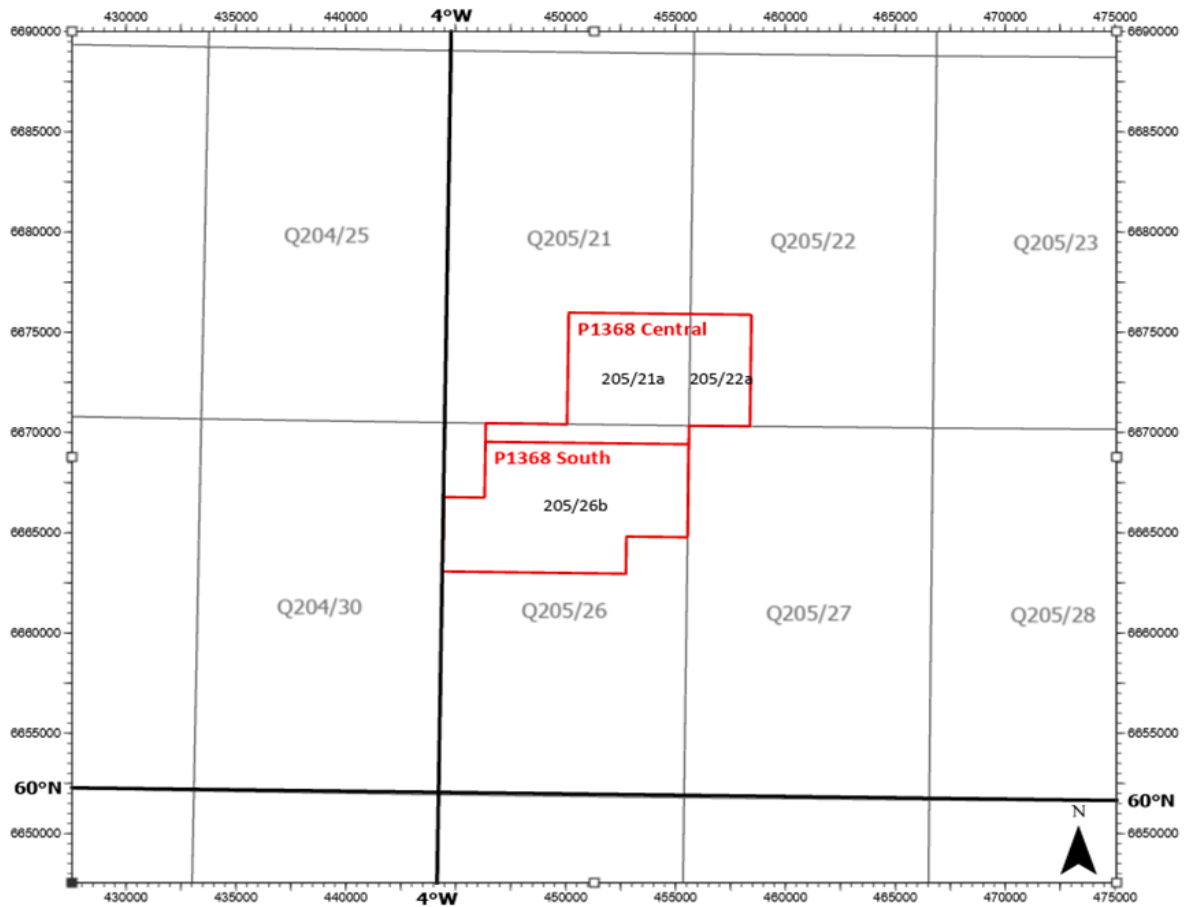 430000 435000 440000 4°W 450000 455000 460000 465000 470000 475000
6690000 6690000
6685000 6685000
6680000 Q204/25 Q205/21 Q205/22 Q205/23 6680000
6675000 P1368 Central 6675000
205/21a 205/22a
6670000 6670000
P1368 South
205/26b
6665000 6665000
Q204/30 Q205/26 Q205/27 Q205/28
6660000 6660000
6655000 6655000
60°N 60°N
N
6650000 6650000
430000 435000 440000 4°W 450000 455000 460000 465000 470000 475000